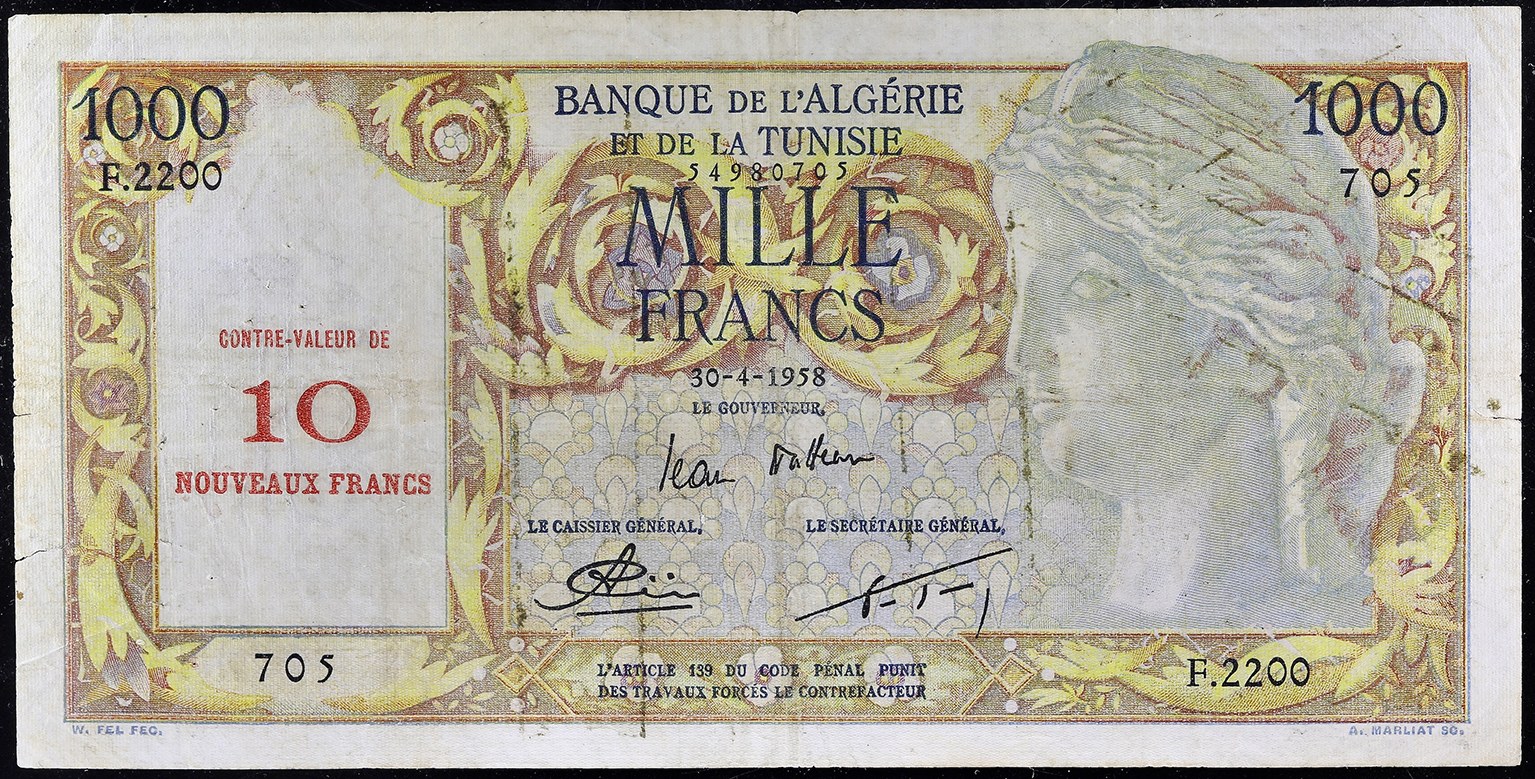 1000
F.2200
BANQUE DE L'ALGÉRIE
ET DE LA TUNISIE
54980705
MILLE
FRANCS
30-4-1958
LE GOUVERNEUR,
1000
705
CONTRE-VALEUR DE
10
NOUVEAUX FRANCS
LE CAISSIER GÉNÉRAL,
LE SECRÉTAIRE GÉNÉRAL,
705
L'ARTICLE 139 DU CODE PÉNAL PUNIT
DES TRAVAUX FORCÉS LE CONTREFACTEUR
F.2200
W. FEL FEC.
A. MARLIAT SC.